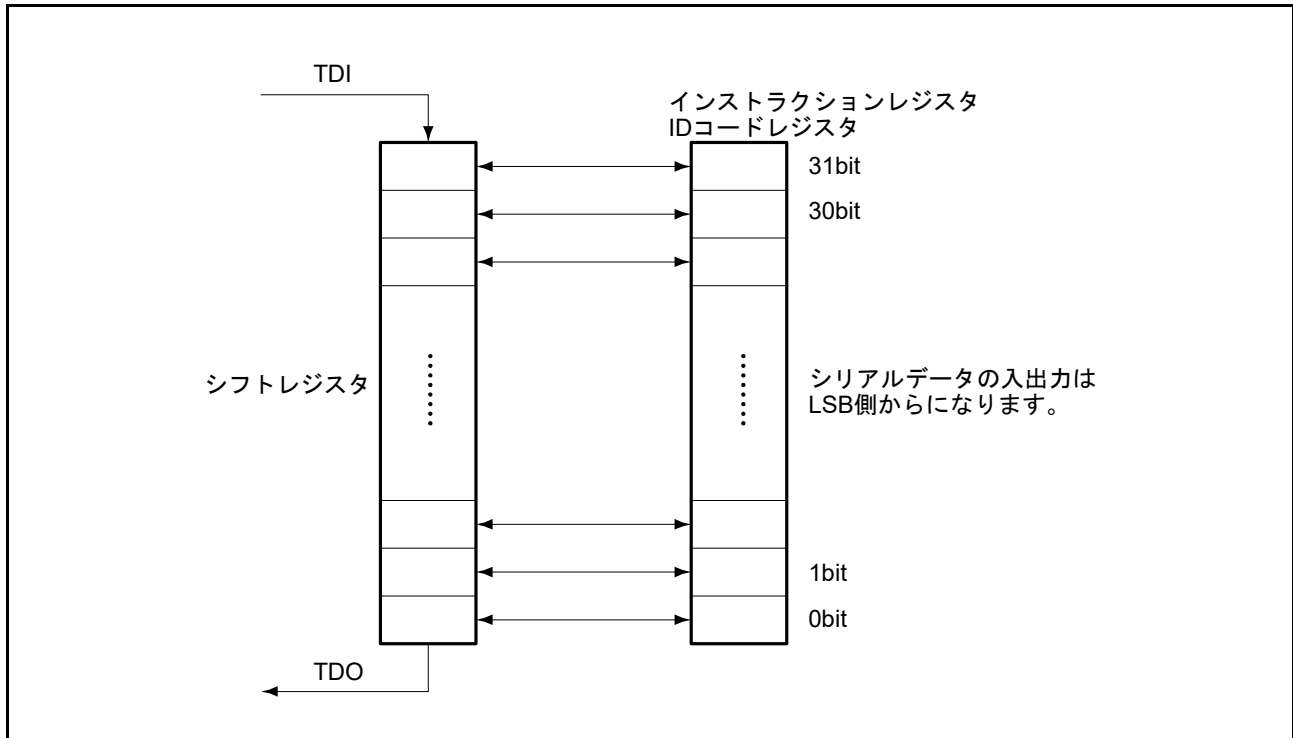 TDI
インストラクションレジスタ
IDコードレジスタ
31bit
30bit
シフトレジスタ
シリアルデータの入出力は
LSB側からになります。
1bit
0bit
TDO